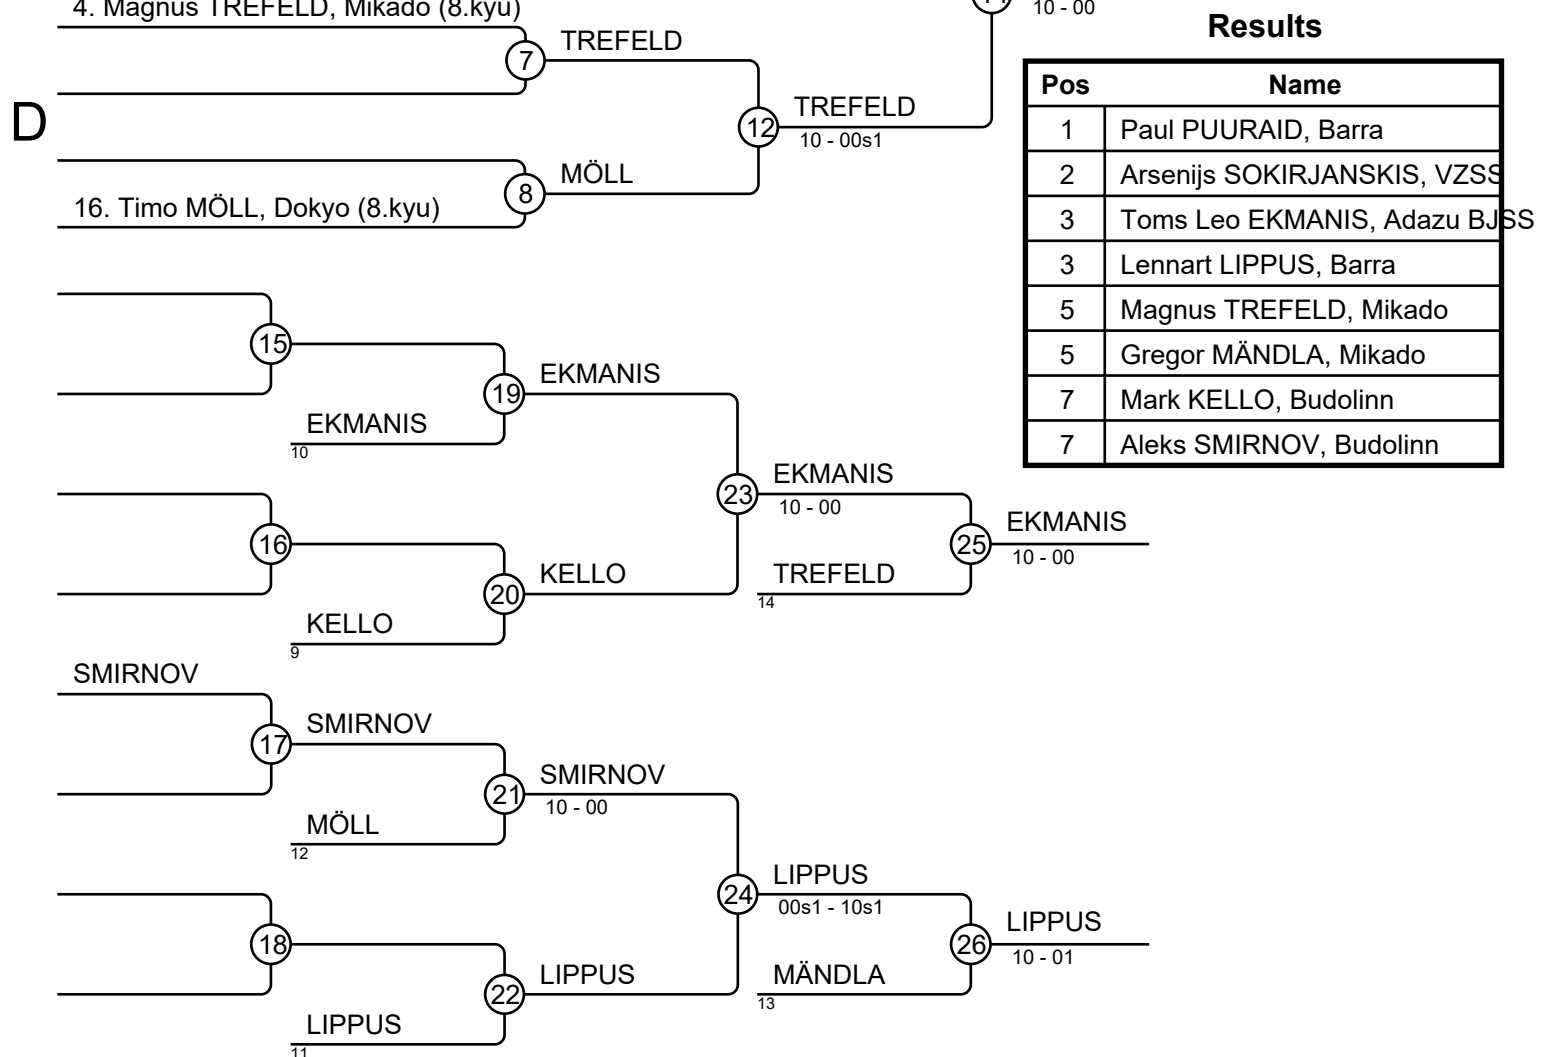 4. Magnus TREFELD, Mikado (8.kyu)
10 - 00
Results
7
TREFELD
Pos Name
D
12
TREFELD
10 - 00s1
1 Paul PUURAID, Barra
8
MÖLL
2 Arsenijs SOKIRJANSKIS, VZSS
16. Timo MÖLL, Dokyo (8.kyu)
3 Toms Leo EKMANIS, Adazu BJSS
3 Lennart LIPPUS, Barra
5 Magnus TREFELD, Mikado
5 Gregor MÄNDLA, Mikado
7 Mark KELLO, Budolinn
7 Aleks SMIRNOV, Budolinn
15
19
EKMANIS
EKMANIS
10
23
EKMANIS
10 - 00
16
25
EKMANIS
10 - 00
20
KELLO
TREFELD
14
KELLO
9
SMIRNOV
17
SMIRNOV
21
SMIRNOV
10 - 00
MÖLL
12
24
LIPPUS
00s1 - 10s1
18
26
LIPPUS
10 - 01
22
LIPPUS
MÄNDLA
13
LIPPUS
11